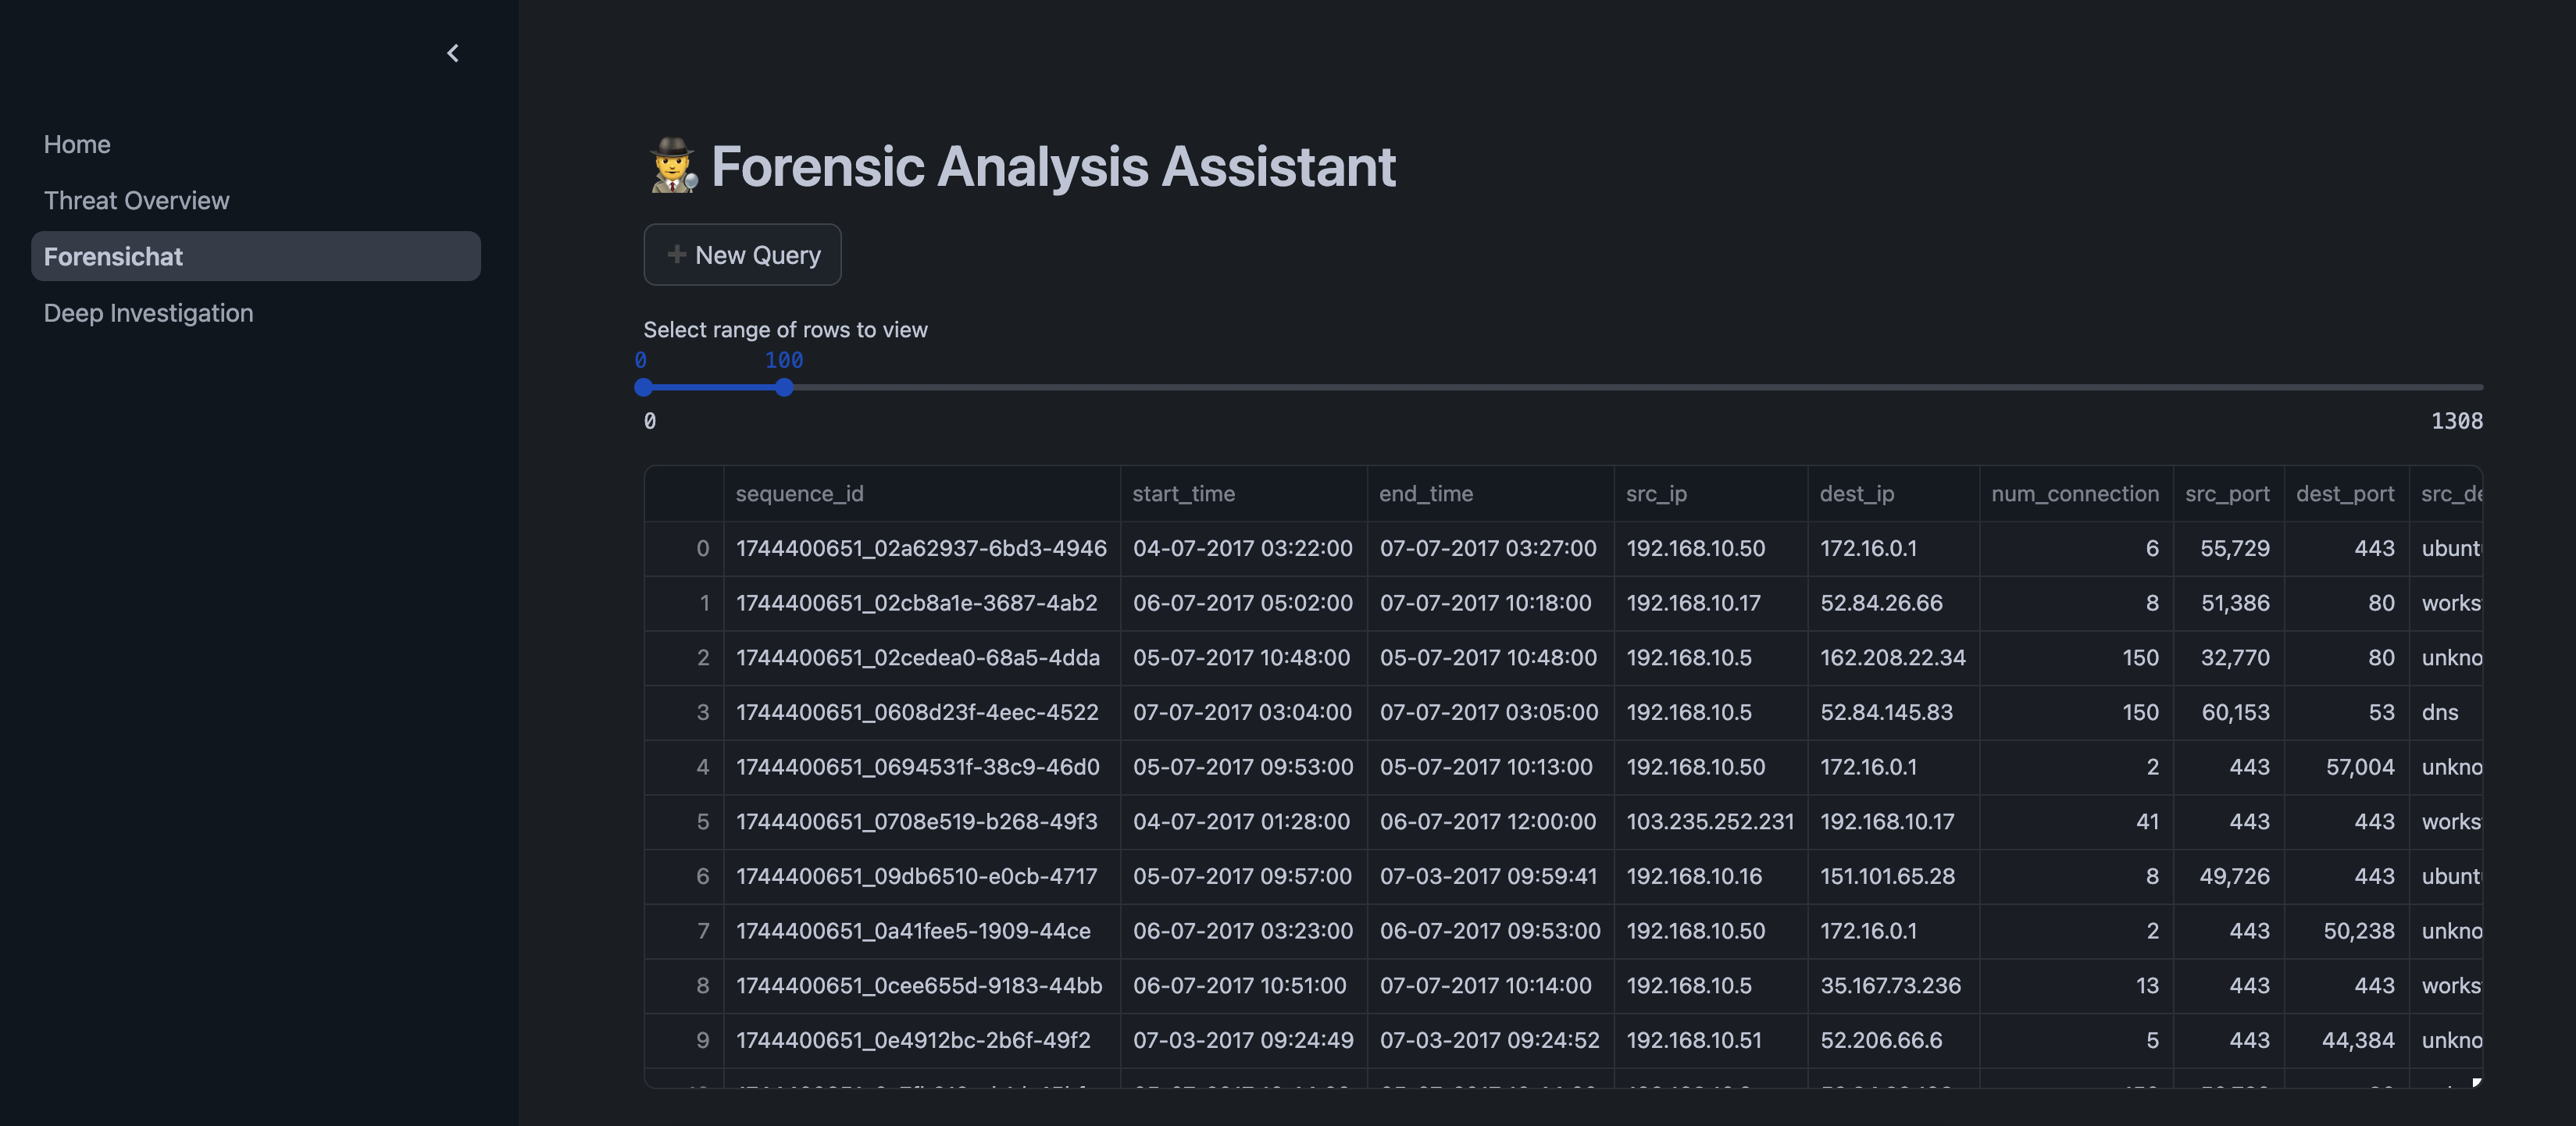 Home
Threat Overview
Forensichat
Deep Investigation
🕵️ Forensic Analysis Assistant
➕ New Query
Select range of rows to view
0 100
0 1308
sequence_id start_time end_time src_ip dest_ip num_connection src_port dest_port src_de
0 1744400651_02a62937-6bd3-4946 04-07-2017 03:22:00 07-07-2017 03:27:00 192.168.10.50 172.16.0.1 6 55,729 443 ubunt
1 1744400651_02cb8a1e-3687-4ab2 06-07-2017 05:02:00 07-07-2017 10:18:00 192.168.10.17 52.84.26.66 8 51,386 80 works
2 1744400651_02cedea0-68a5-4dda 05-07-2017 10:48:00 05-07-2017 10:48:00 192.168.10.5 162.208.22.34 150 32,770 80 unkno
3 1744400651_0608d23f-4eec-4522 07-07-2017 03:04:00 07-07-2017 03:05:00 192.168.10.5 52.84.145.83 150 60,153 53 dns
4 1744400651_0694531f-38c9-46d0 05-07-2017 09:53:00 05-07-2017 10:13:00 192.168.10.50 172.16.0.1 2 443 57,004 unkno
5 1744400651_0708e519-b268-49f3 04-07-2017 01:28:00 06-07-2017 12:00:00 103.235.252.231 192.168.10.17 41 443 443 works
6 1744400651_09db6510-e0cb-4717 05-07-2017 09:57:00 07-03-2017 09:59:41 192.168.10.16 151.101.65.28 8 49,726 443 ubunt
7 1744400651_0a41fee5-1909-44ce 06-07-2017 03:23:00 06-07-2017 09:53:00 192.168.10.50 172.16.0.1 2 443 50,238 unkno
8 1744400651_0cee655d-9183-44bb 06-07-2017 10:51:00 07-07-2017 10:14:00 192.168.10.5 35.167.73.236 13 443 443 works
9 1744400651_0e4912bc-2b6f-49f2 07-03-2017 09:24:49 07-03-2017 09:24:52 192.168.10.51 52.206.66.6 5 443 44,384 unkno